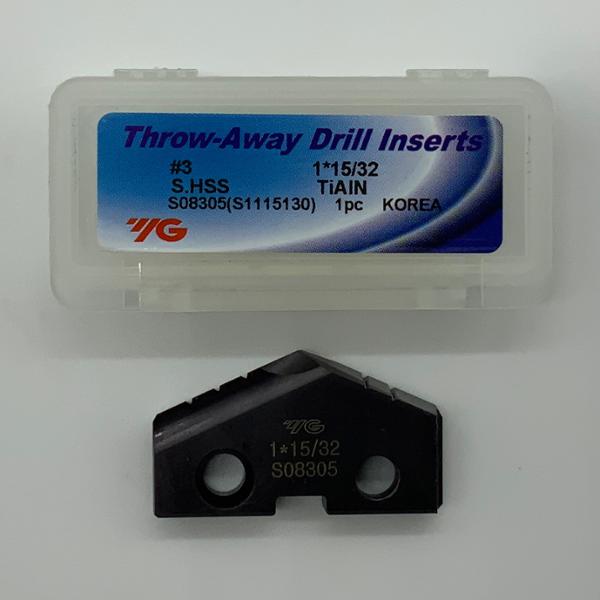 Throw-Away Drill Inserts
#3 1*15/32
S.HSS TiAIN
S08305(S1115130) 1pc KOREA
YG
YG
1*15/32
S08305